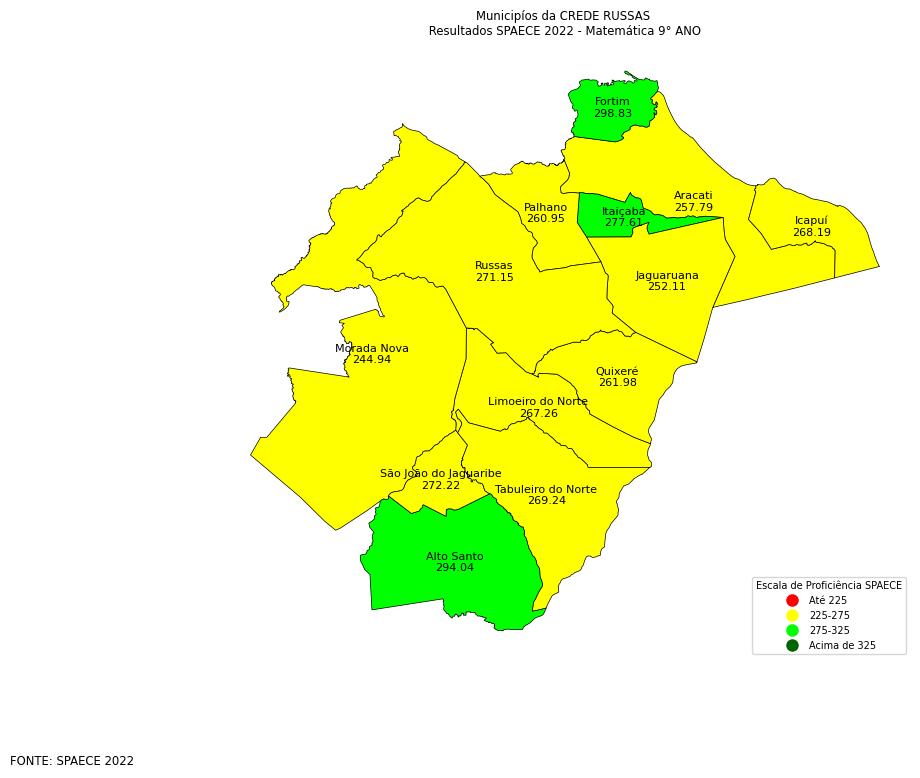 Municipíos da CREDE RUSSAS
Resultados SPAECE 2022 - Matemática 9° ANO
Fortim
298.83
Aracati
257.79
Palhano
260.95
Itaiçaba
277.61
Icapuí
268.19
Russas
271.15
Jaguaruana
252.11
Morada Nova
244.94
Quixeré
261.98
Limoeiro do Norte
267.26
São João do Jaguaribe
272.22
Tabuleiro do Norte
269.24
Alto Santo
294.04
Escala de Proficiência SPAECE
Até 225
225-275
275-325
Acima de 325
FONTE: SPAECE 2022